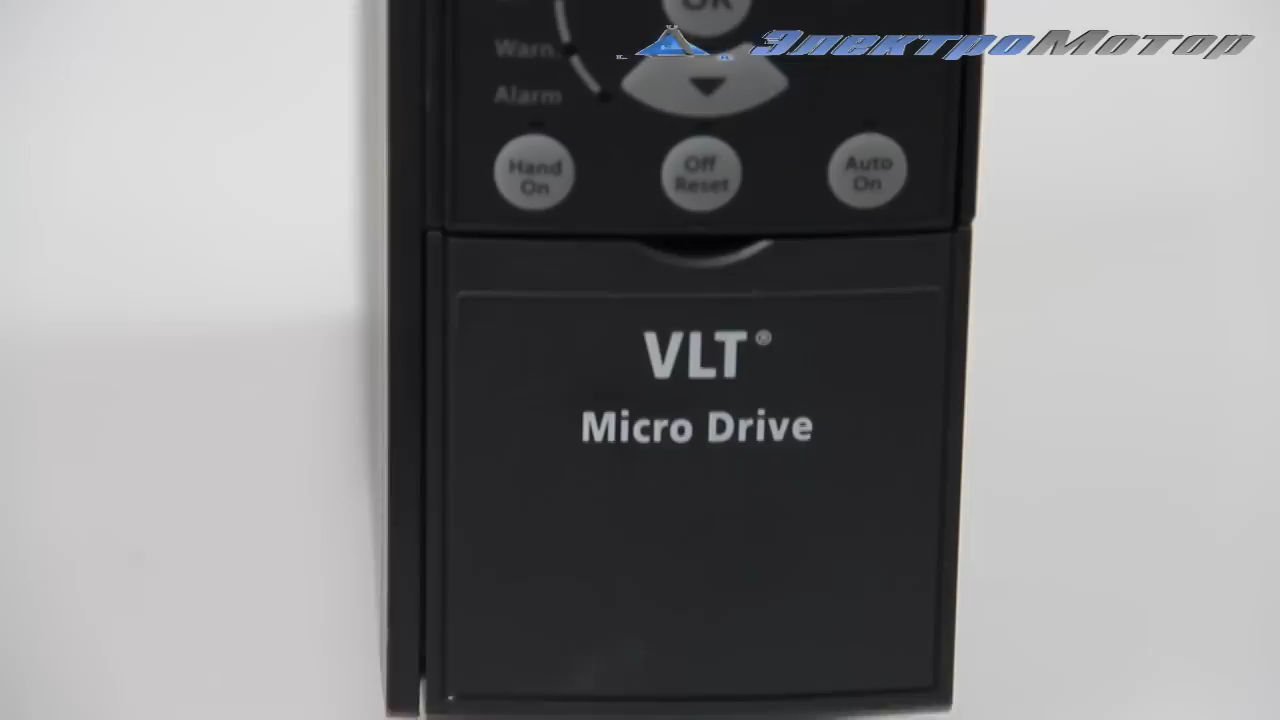 OK
ЭлектроМотор
Warn.
Alarm
Hand
On
Off
Reset
Auto
On
VLT®
Micro Drive